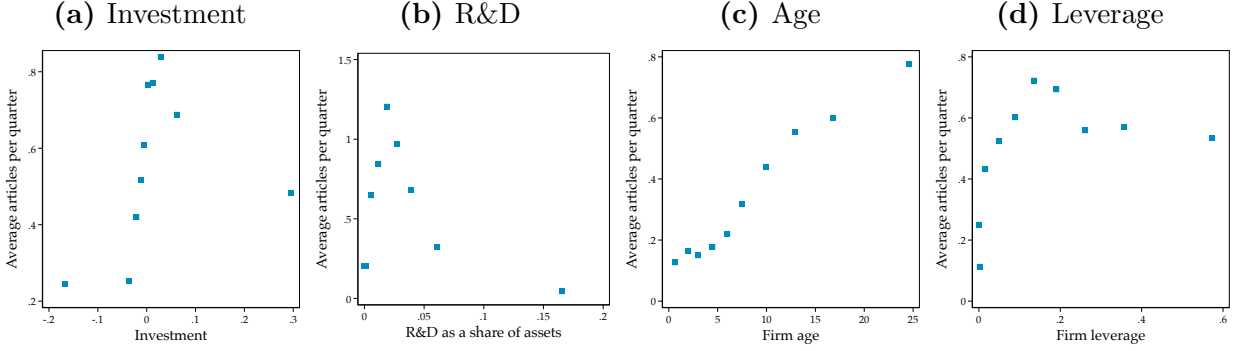 (a) Investment
Average articles per quarter
.8
.6
.4
.2
-.2 -.1 0 .1 .2 .3
Investment
(b) R&D
Average articles per quarter
1.5
1
.5
0
0 .05 .1 .15 .2
R&D as a share of assets
(c) Age
Average articles per quarter
.8
.6
.4
.2
0
0 5 10 15 20 25
Firm age
(d) Leverage
Average articles per quarter
.8
.6
.4
.2
0
0 .2 .4 .6
Firm leverage